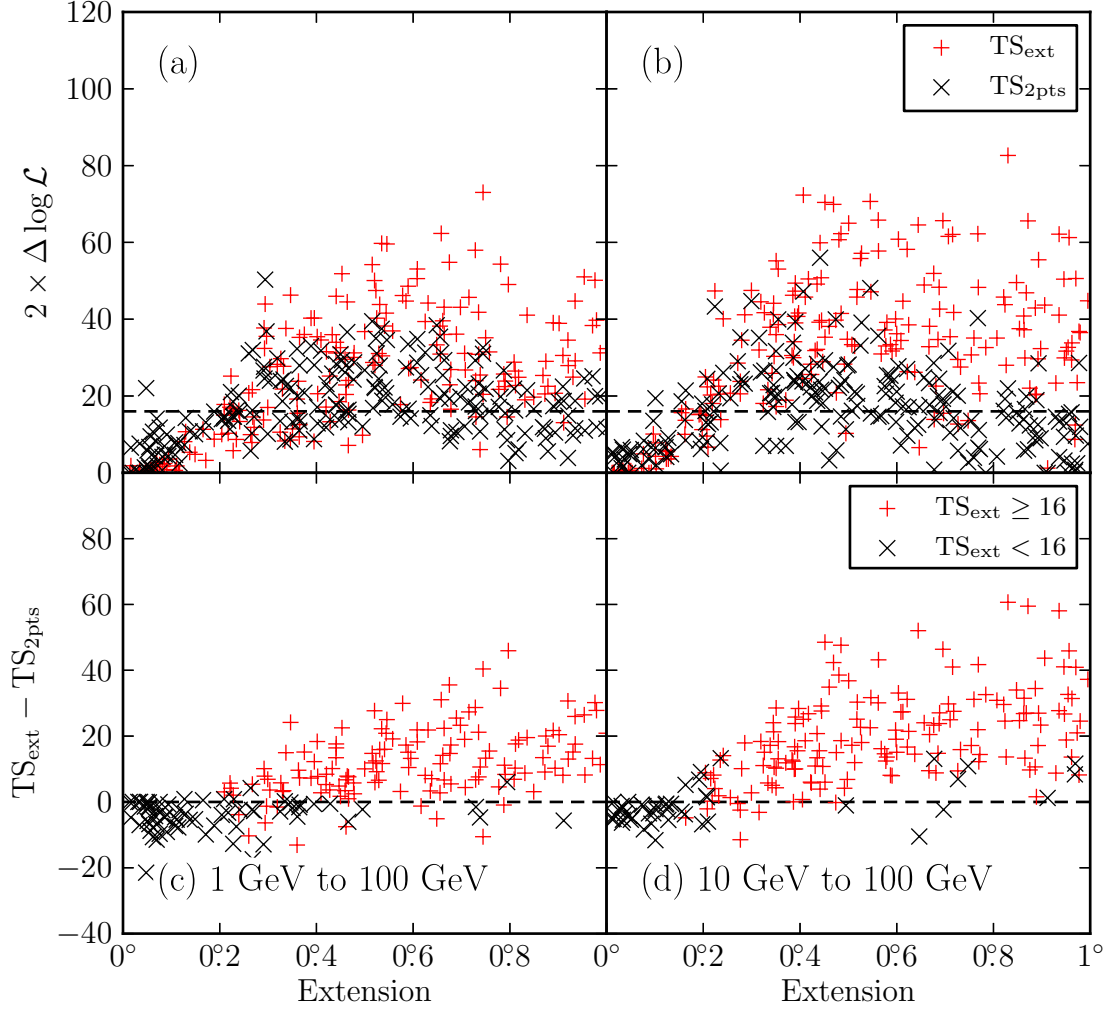 120
100
80
60
40
20
0
2 × Δ log ℒ
(a)
(b)
TS_ext
TS_2pts
80
60
40
20
0
−20
−40
TS_ext − TS_2pts
TS_ext ≥ 16
TS_ext < 16
(c) 1 GeV to 100 GeV
(d) 10 GeV to 100 GeV
0° 0.°2 0.°4 0.°6 0.°8 0° 0.°2 0.°4 0.°6 0.°8 1°
Extension Extension